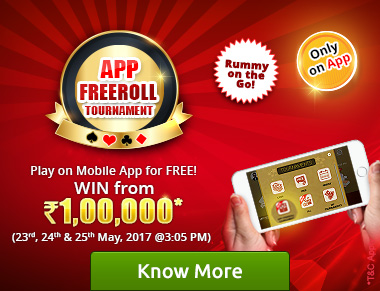 APP
FREEROLL
TOURNAMENT
Rummy
on the
Go!
Only
on App
Play on Mobile App for FREE!
WIN from
₹1,00,000*
(23rd, 24th & 25th May, 2017 @3:05 PM)
TOURNAMENTS
Know More